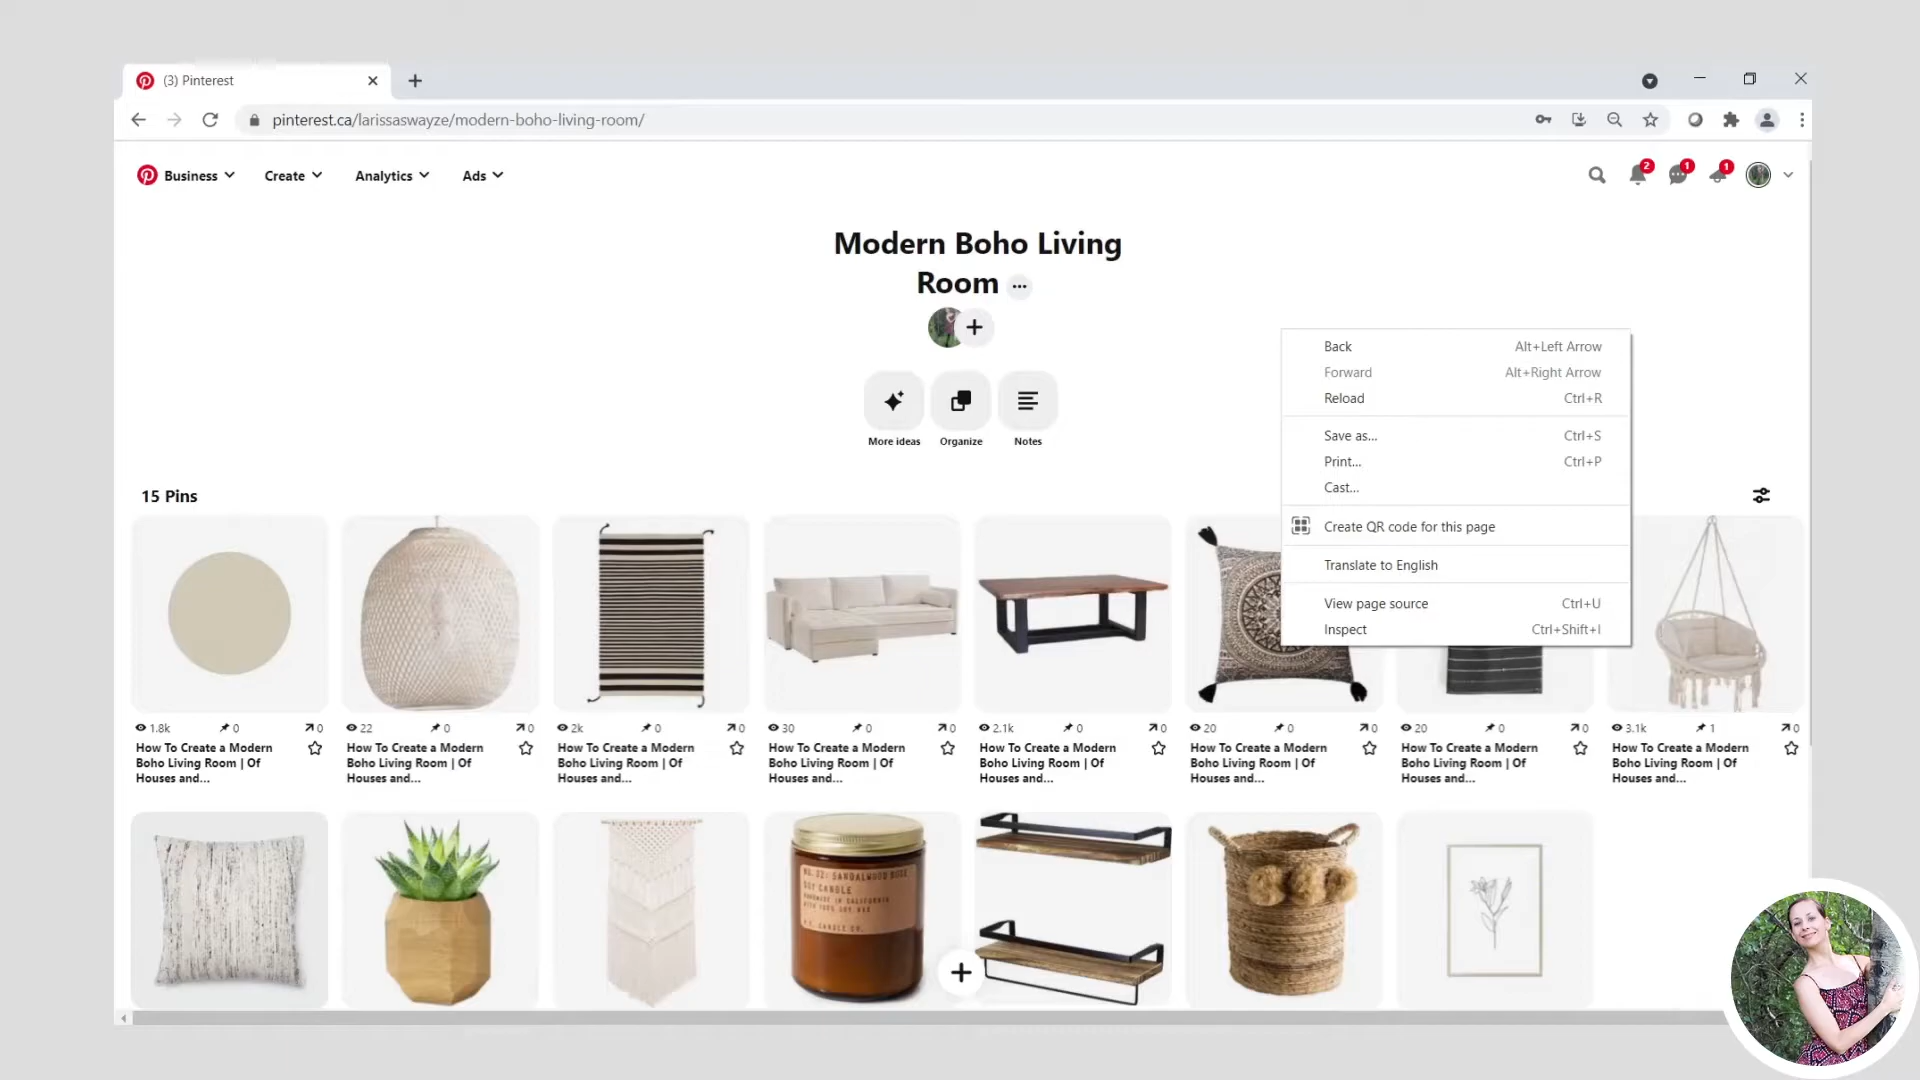 (3) Pinterest
pinterest.ca/larissaswayze/modern-boho-living-room/
Business
Create
Analytics
Ads
2
1
1
Modern Boho Living
Room
More ideas
Organize
Notes
Back Alt+Left Arrow
Forward Alt+Right Arrow
Reload Ctrl+R
Save as... Ctrl+S
Print... Ctrl+P
Cast...
Create QR code for this page
Translate to English
View page source Ctrl+U
Inspect Ctrl+Shift+I
15 Pins
1.8k 0 0
How To Create a Modern
Boho Living Room | Of
Houses and...
22 0 0
How To Create a Modern
Boho Living Room | Of
Houses and...
2k 0 0
How To Create a Modern
Boho Living Room | Of
Houses and...
30 0 0
How To Create a Modern
Boho Living Room | Of
Houses and...
2.1k 0 0
How To Create a Modern
Boho Living Room | Of
Houses and...
20 0 0
How To Create a Modern
Boho Living Room | Of
Houses and...
20 0 0
How To Create a Modern
Boho Living Room | Of
Houses and...
3.1k 1 0
How To Create a Modern
Boho Living Room | Of
Houses and...
SOY CANDLE